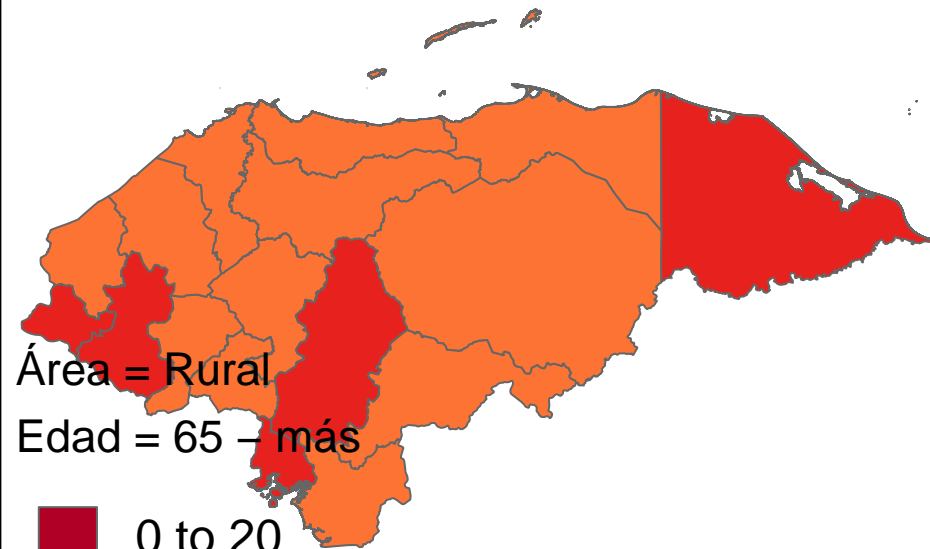 Área = Rural
Edad = 65 – más
0 to 20